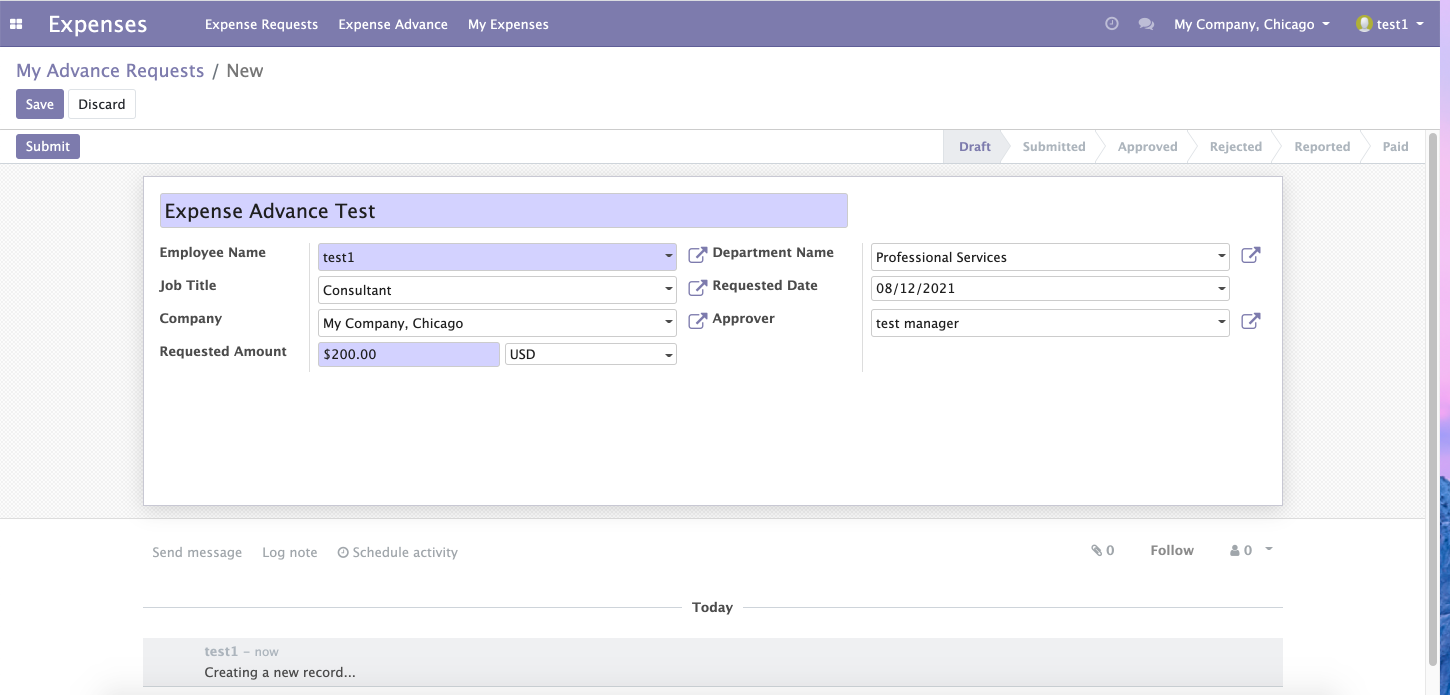 Expenses Expense Requests Expense Advance My Expenses My Company, Chicago test1
My Advance Requests / New
Save Discard
Submit Draft Submitted Approved Rejected Reported Paid
Expense Advance Test
Employee Name test1 Department Name Professional Services
Job Title Consultant Requested Date 08/12/2021
Company My Company, Chicago Approver test manager
Requested Amount $200.00 USD
Send message Log note Schedule activity 0 Follow 0
Today
test1 - now
Creating a new record...